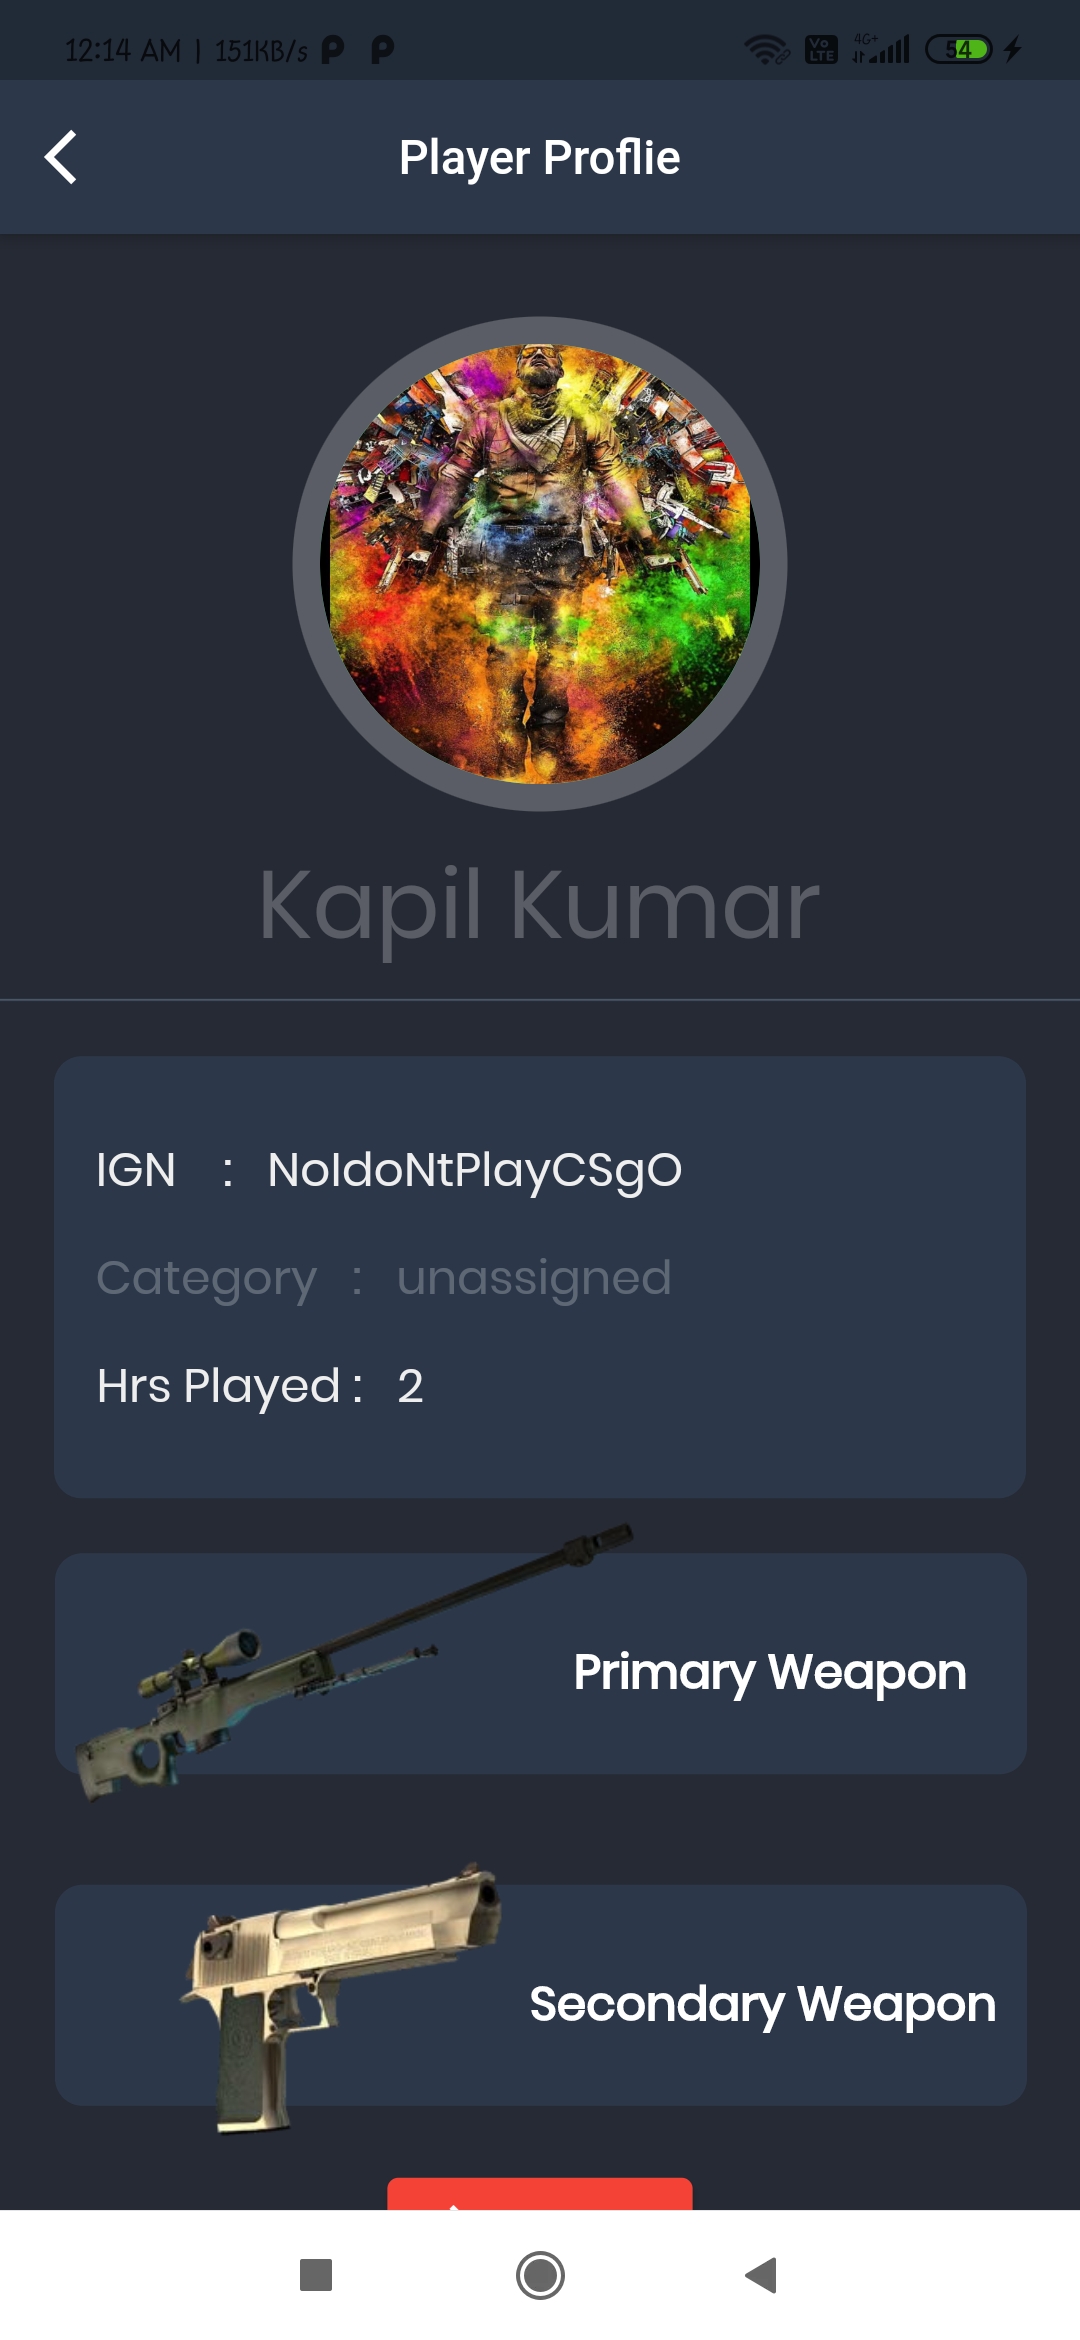 12:14 AM | 151KB/s
Vo LTE 4G+ 54
Player Proflie
Kapil Kumar
IGN : NoIdoNtPlayCSgO
Category : unassigned
Hrs Played : 2
Primary Weapon
Secondary Weapon